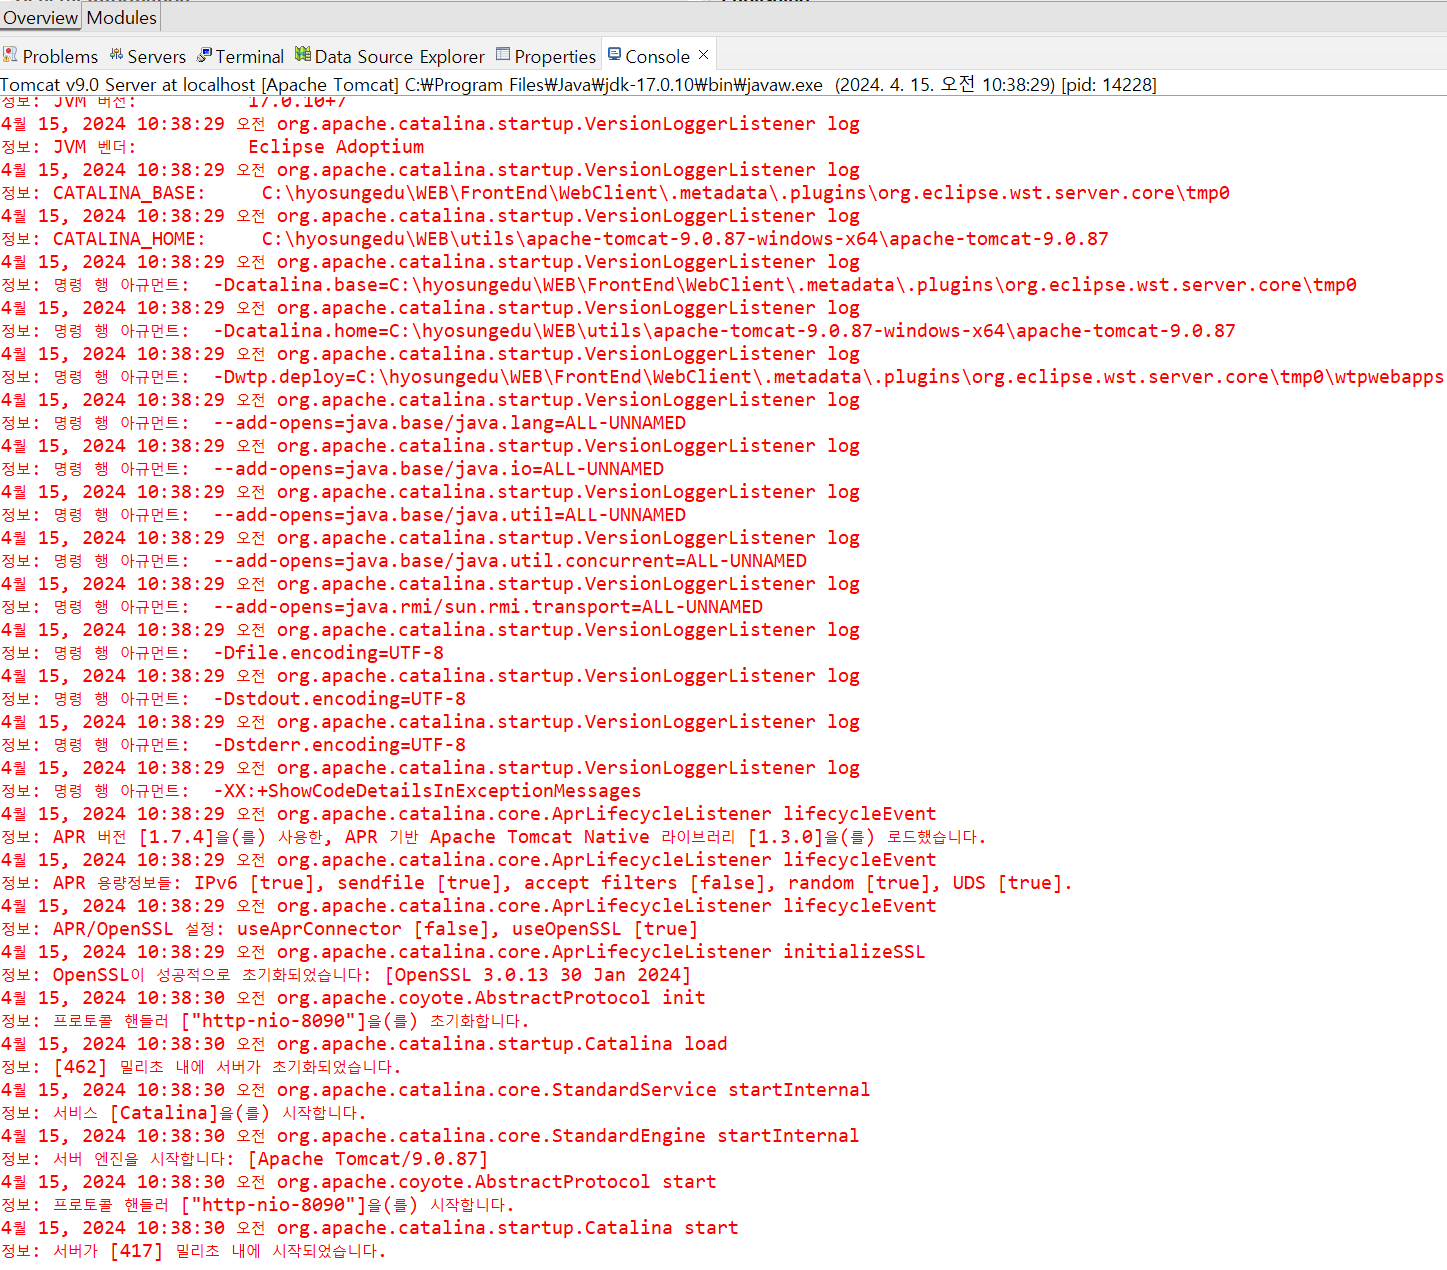 Overview Modules
Problems Servers Terminal Data Source Explorer Properties Console
Tomcat v9.0 Server at localhost [Apache Tomcat] C:₩Program Files₩Java₩jdk-17.0.10₩bin₩javaw.exe (2024. 4. 15. 오전 10:38:29) [pid: 14228]
정보: JVM 버전: 17.0.10+7
4월 15, 2024 10:38:29 오전 org.apache.catalina.startup.VersionLoggerListener log
정보: JVM 벤더: Eclipse Adoptium
4월 15, 2024 10:38:29 오전 org.apache.catalina.startup.VersionLoggerListener log
정보: CATALINA_BASE: C:\hyosungedu\WEB\FrontEnd\WebClient\.metadata\.plugins\org.eclipse.wst.server.core\tmp0
4월 15, 2024 10:38:29 오전 org.apache.catalina.startup.VersionLoggerListener log
정보: CATALINA_HOME: C:\hyosungedu\WEB\utils\apache-tomcat-9.0.87-windows-x64\apache-tomcat-9.0.87
4월 15, 2024 10:38:29 오전 org.apache.catalina.startup.VersionLoggerListener log
정보: 명령 행 아규먼트: -Dcatalina.base=C:\hyosungedu\WEB\FrontEnd\WebClient\.metadata\.plugins\org.eclipse.wst.server.core\tmp0
4월 15, 2024 10:38:29 오전 org.apache.catalina.startup.VersionLoggerListener log
정보: 명령 행 아규먼트: -Dcatalina.home=C:\hyosungedu\WEB\utils\apache-tomcat-9.0.87-windows-x64\apache-tomcat-9.0.87
4월 15, 2024 10:38:29 오전 org.apache.catalina.startup.VersionLoggerListener log
정보: 명령 행 아규먼트: -Dwtp.deploy=C:\hyosungedu\WEB\FrontEnd\WebClient\.metadata\.plugins\org.eclipse.wst.server.core\tmp0\wtpwebapps
4월 15, 2024 10:38:29 오전 org.apache.catalina.startup.VersionLoggerListener log
정보: 명령 행 아규먼트: --add-opens=java.base/java.lang=ALL-UNNAMED
4월 15, 2024 10:38:29 오전 org.apache.catalina.startup.VersionLoggerListener log
정보: 명령 행 아규먼트: --add-opens=java.base/java.io=ALL-UNNAMED
4월 15, 2024 10:38:29 오전 org.apache.catalina.startup.VersionLoggerListener log
정보: 명령 행 아규먼트: --add-opens=java.base/java.util=ALL-UNNAMED
4월 15, 2024 10:38:29 오전 org.apache.catalina.startup.VersionLoggerListener log
정보: 명령 행 아규먼트: --add-opens=java.base/java.util.concurrent=ALL-UNNAMED
4월 15, 2024 10:38:29 오전 org.apache.catalina.startup.VersionLoggerListener log
정보: 명령 행 아규먼트: --add-opens=java.rmi/sun.rmi.transport=ALL-UNNAMED
4월 15, 2024 10:38:29 오전 org.apache.catalina.startup.VersionLoggerListener log
정보: 명령 행 아규먼트: -Dfile.encoding=UTF-8
4월 15, 2024 10:38:29 오전 org.apache.catalina.startup.VersionLoggerListener log
정보: 명령 행 아규먼트: -Dstdout.encoding=UTF-8
4월 15, 2024 10:38:29 오전 org.apache.catalina.startup.VersionLoggerListener log
정보: 명령 행 아규먼트: -Dstderr.encoding=UTF-8
4월 15, 2024 10:38:29 오전 org.apache.catalina.startup.VersionLoggerListener log
정보: 명령 행 아규먼트: -XX:+ShowCodeDetailsInExceptionMessages
4월 15, 2024 10:38:29 오전 org.apache.catalina.core.AprLifecycleListener lifecycleEvent
정보: APR 버전 [1.7.4]을(를) 사용한, APR 기반 Apache Tomcat Native 라이브러리 [1.3.0]을(를) 로드했습니다.
4월 15, 2024 10:38:29 오전 org.apache.catalina.core.AprLifecycleListener lifecycleEvent
정보: APR 용량정보들: IPv6 [true], sendfile [true], accept filters [false], random [true], UDS [true].
4월 15, 2024 10:38:29 오전 org.apache.catalina.core.AprLifecycleListener lifecycleEvent
정보: APR/OpenSSL 설정: useAprConnector [false], useOpenSSL [true]
4월 15, 2024 10:38:29 오전 org.apache.catalina.core.AprLifecycleListener initializeSSL
정보: OpenSSL이 성공적으로 초기화되었습니다: [OpenSSL 3.0.13 30 Jan 2024]
4월 15, 2024 10:38:30 오전 org.apache.coyote.AbstractProtocol init
정보: 프로토콜 핸들러 ["http-nio-8090"]을(를) 초기화합니다.
4월 15, 2024 10:38:30 오전 org.apache.catalina.startup.Catalina load
정보: [462] 밀리초 내에 서버가 초기화되었습니다.
4월 15, 2024 10:38:30 오전 org.apache.catalina.core.StandardService startInternal
정보: 서비스 [Catalina]을(를) 시작합니다.
4월 15, 2024 10:38:30 오전 org.apache.catalina.core.StandardEngine startInternal
정보: 서버 엔진을 시작합니다: [Apache Tomcat/9.0.87]
4월 15, 2024 10:38:30 오전 org.apache.coyote.AbstractProtocol start
정보: 프로토콜 핸들러 ["http-nio-8090"]을(를) 시작합니다.
4월 15, 2024 10:38:30 오전 org.apache.catalina.startup.Catalina start
정보: 서버가 [417] 밀리초 내에 시작되었습니다.